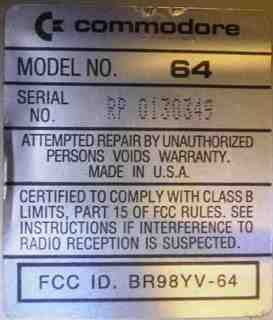 commodore
MODEL NO. 64
SERIAL NO. RP 0130345
ATTEMPTED REPAIR BY UNAUTHORIZED
PERSONS VOIDS WARRANTY.
MADE IN U.S.A.
CERTIFIED TO COMPLY WITH CLASS B
LIMITS, PART 15 OF FCC RULES. SEE
INSTRUCTIONS IF INTERFERENCE TO
RADIO RECEPTION IS SUSPECTED.
FCC ID. BR98YV-64